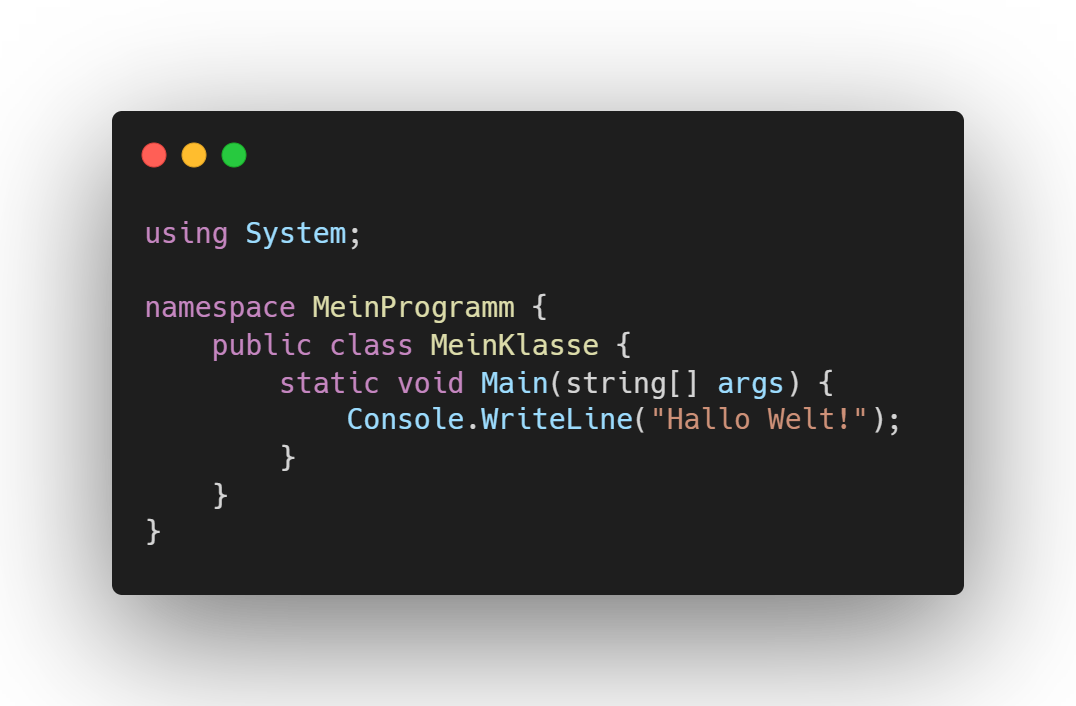 using System;

namespace MeinProgramm {
    public class MeinKlasse {
        static void Main(string[] args) {
            Console.WriteLine("Hallo Welt!");
        }
    }
}